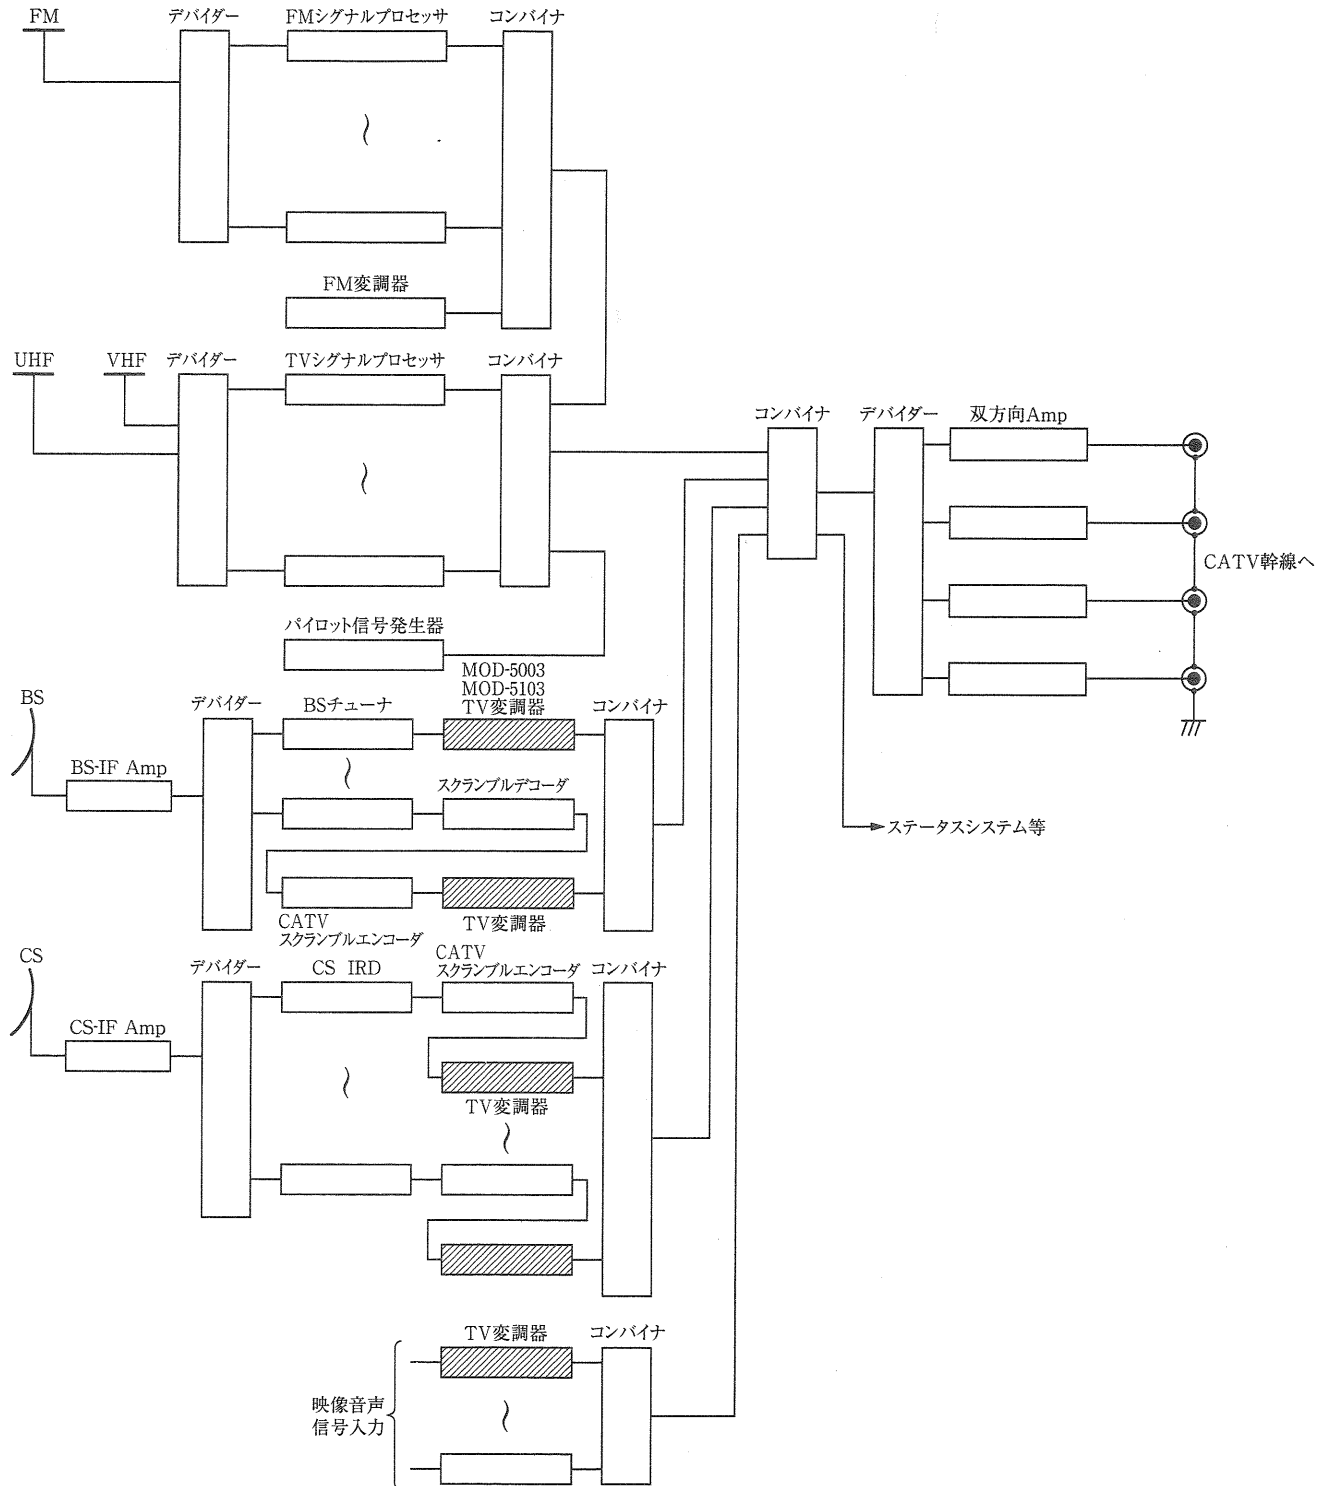 FM
デバイダー
FMシグナルプロセッサ
コンバイナ
FM変調器
UHF
VHF
デバイダー
TVシグナルプロセッサ
コンバイナ
パイロット信号発生器
コンバイナ
デバイダー
双方向Amp
CATV幹線へ
ステータスシステム等
BS
BS-IF Amp
デバイダー
BSチューナ
MOD-5003
MOD-5103
TV変調器
コンバイナ
スクランブルデコーダ
CATV
スクランブルエンコーダ
TV変調器
CS
CS-IF Amp
デバイダー
CS IRD
CATV
スクランブルエンコーダ
コンバイナ
TV変調器
TV変調器
コンバイナ
映像音声
信号入力